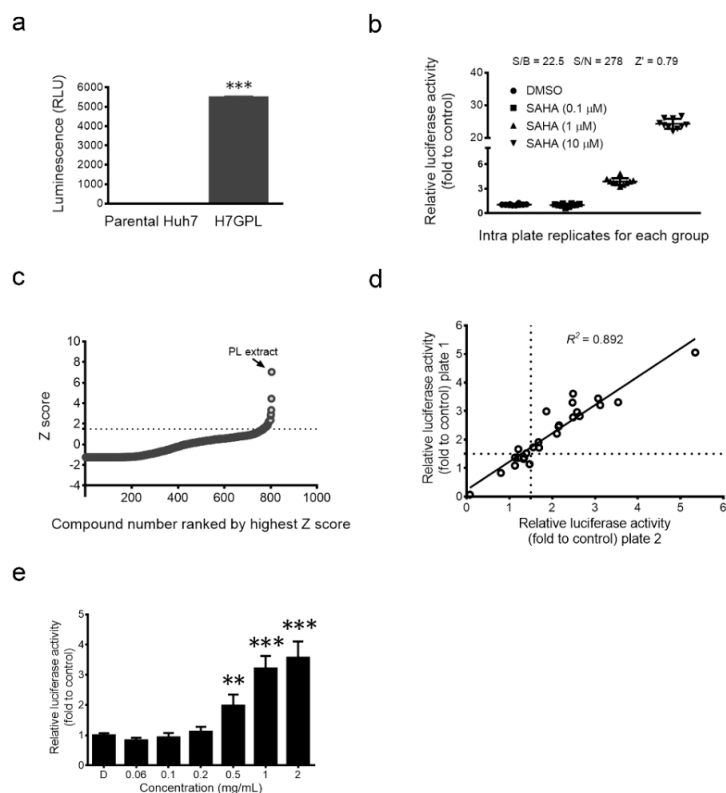 a
***
Luminescence (RLU)
6000
5000
4000
3000
2000
1000
0
Parental Huh7 H7GPL
b
S/B = 22.5 S/N = 278 Z' = 0.79
Relative luciferase activity
(fold to control)
40
20
6
3
0
DMSO
SAHA (0.1 μM)
SAHA (1 μM)
SAHA (10 μM)
Intra plate replicates for each group
c
Z score
10
8
6
4
2
0
-2
-4
PL extract
200 400 600 800 1000
Compound number ranked by highest Z score
d
Relative luciferase activity
(fold to control) plate 1
6
5
4
3
2
1
0
R² = 0.892
0 1 2 3 4 5 6
Relative luciferase activity
(fold to control) plate 2
e
Relative luciferase activity
(fold to control)
5
4
3
2
1
0
** *** ***
D 0.06 0.1 0.2 0.5 1 2
Concentration (mg/mL)